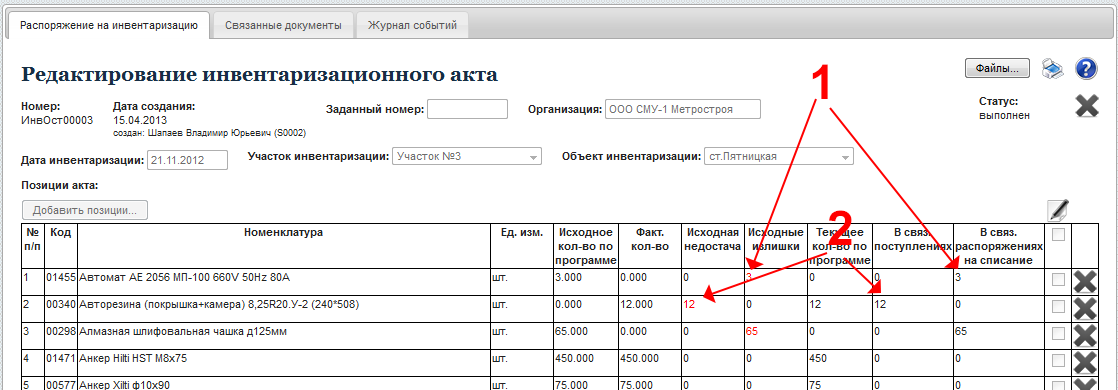 Распоряжение на инвентаризацию Связанные документы Журнал событий
Редактирование инвентаризационного акта Файлы...
Номер: Дата создания: Заданный номер: Организация: ООО СМУ-1 Метростроя Статус:
ИнвОст00003 15.04.2013 выполнен
создан: Шапаев Владимир Юрьевич (S0002)
Дата инвентаризации: 21.11.2012 Участок инвентаризации: Участок №3 Объект инвентаризации: ст.Пятницкая
Позиции акта:
Добавить позиции...
1
2
№ п/п Код Номенклатура Ед. изм. Исходное кол-во по программе Факт. кол-во Исходная недостача Исходные излишки Текущее кол-во по программе В связ. поступлениях В связ. распоряжениях на списание
1 01455 Автомат АЕ 2056 МП-100 660V 50Hz 80А шт. 3.000 0.000 0 3 0 0 3
2 00340 Авторезина (покрышка+камера) 8,25R20.У-2 (240*508) шт. 0.000 12.000 12 0 12 12 0
3 00298 Алмазная шлифовальная чашка д125мм шт. 65.000 0.000 0 65 0 0 65
4 01471 Анкер Hilti HST М8х75 шт. 450.000 450.000 0 0 450 0 0
5 00577 Анкер Xilti ф10х90 шт. 75.000 75.000 0 0 75 0 0